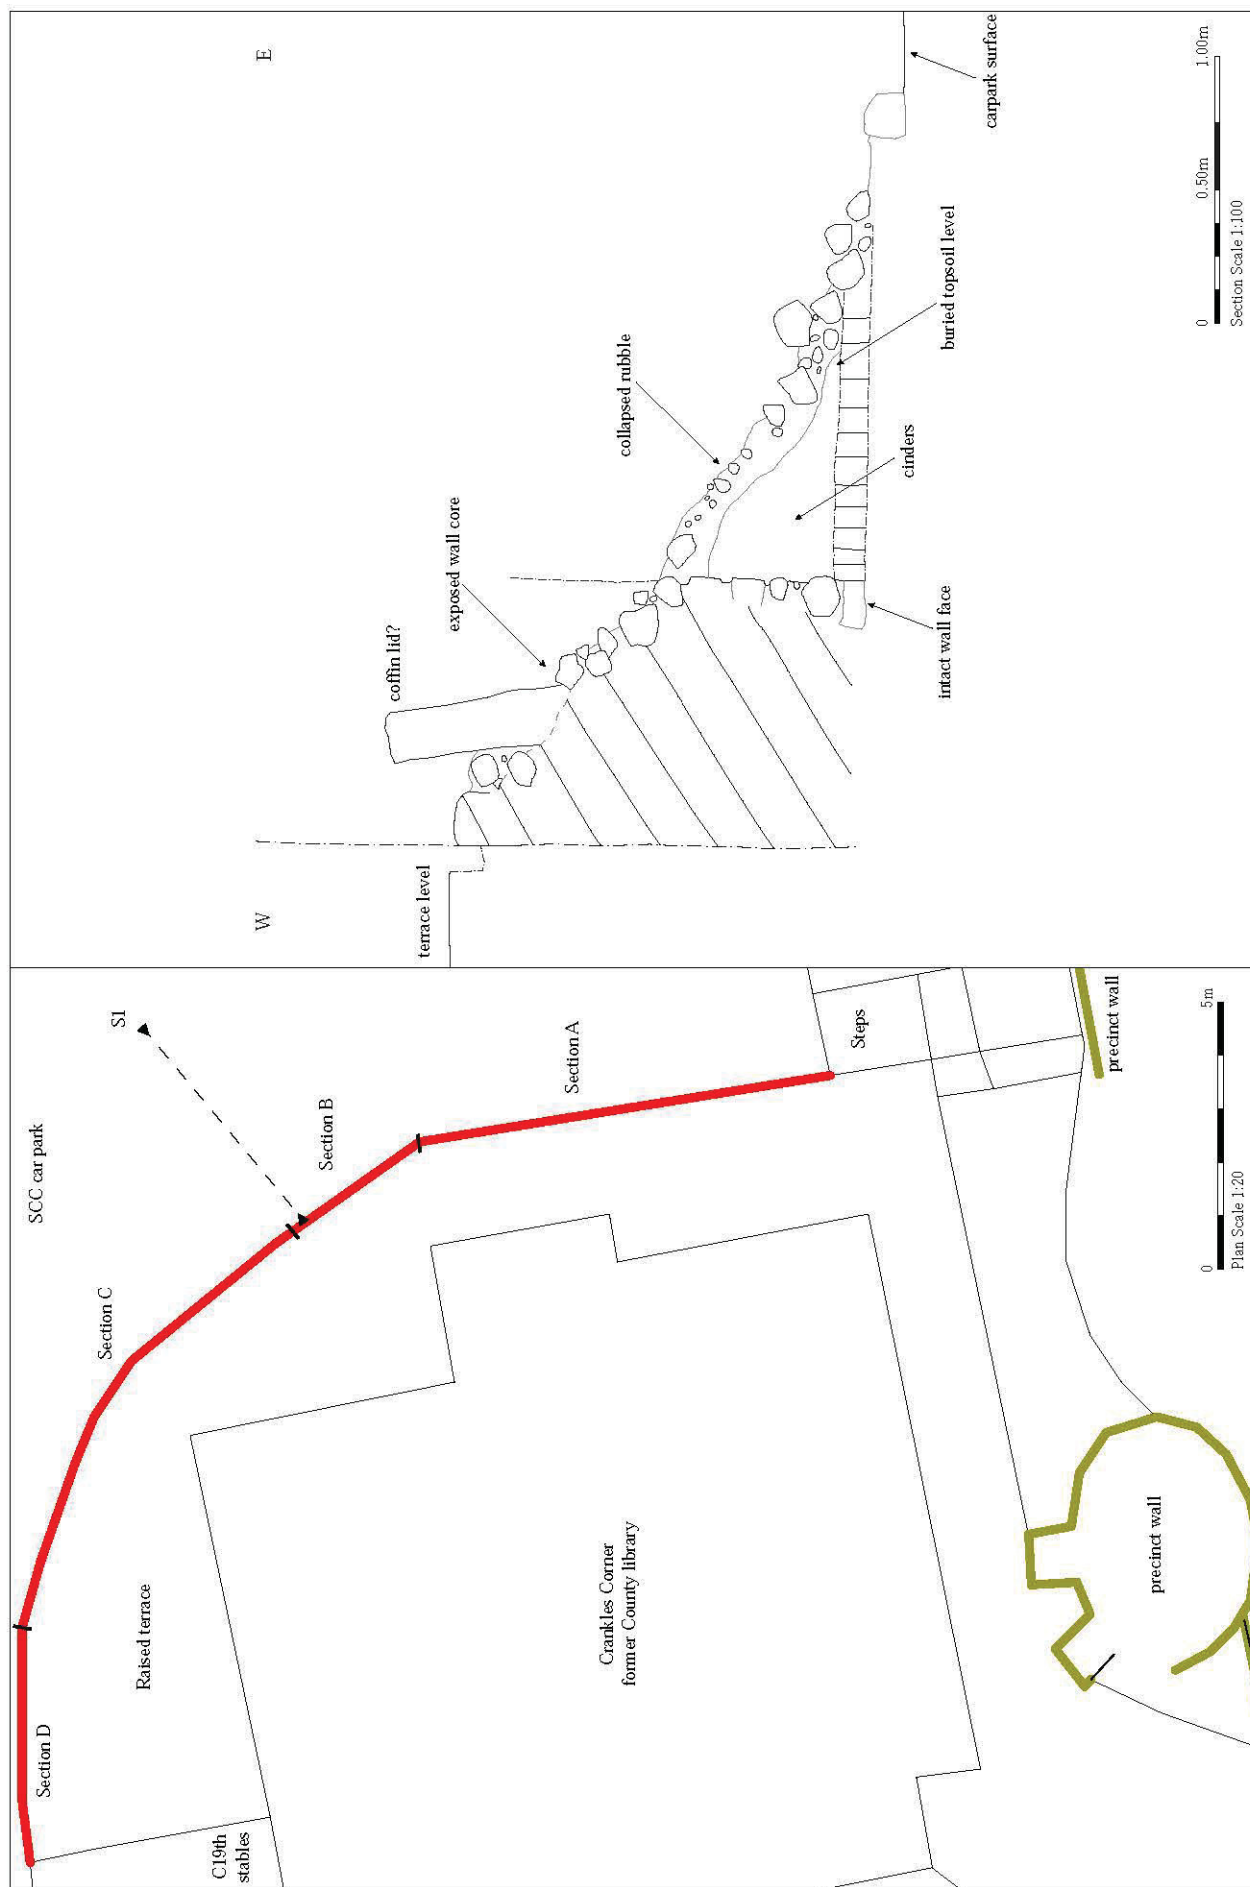 SCC car park
S1
Section D
Section C
Section B
Section A
Raised terrace
C19th
stables
Crankles Corner
former County library
Steps
precinct wall
precinct wall
0
5m
Plan Scale 1:20
W
E
terrace level
coffin lid?
exposed wall core
collapsed rubble
intact wall face
cinders
buried topsoil level
carpark surface
0
0.50m
1.00m
Section Scale 1:100